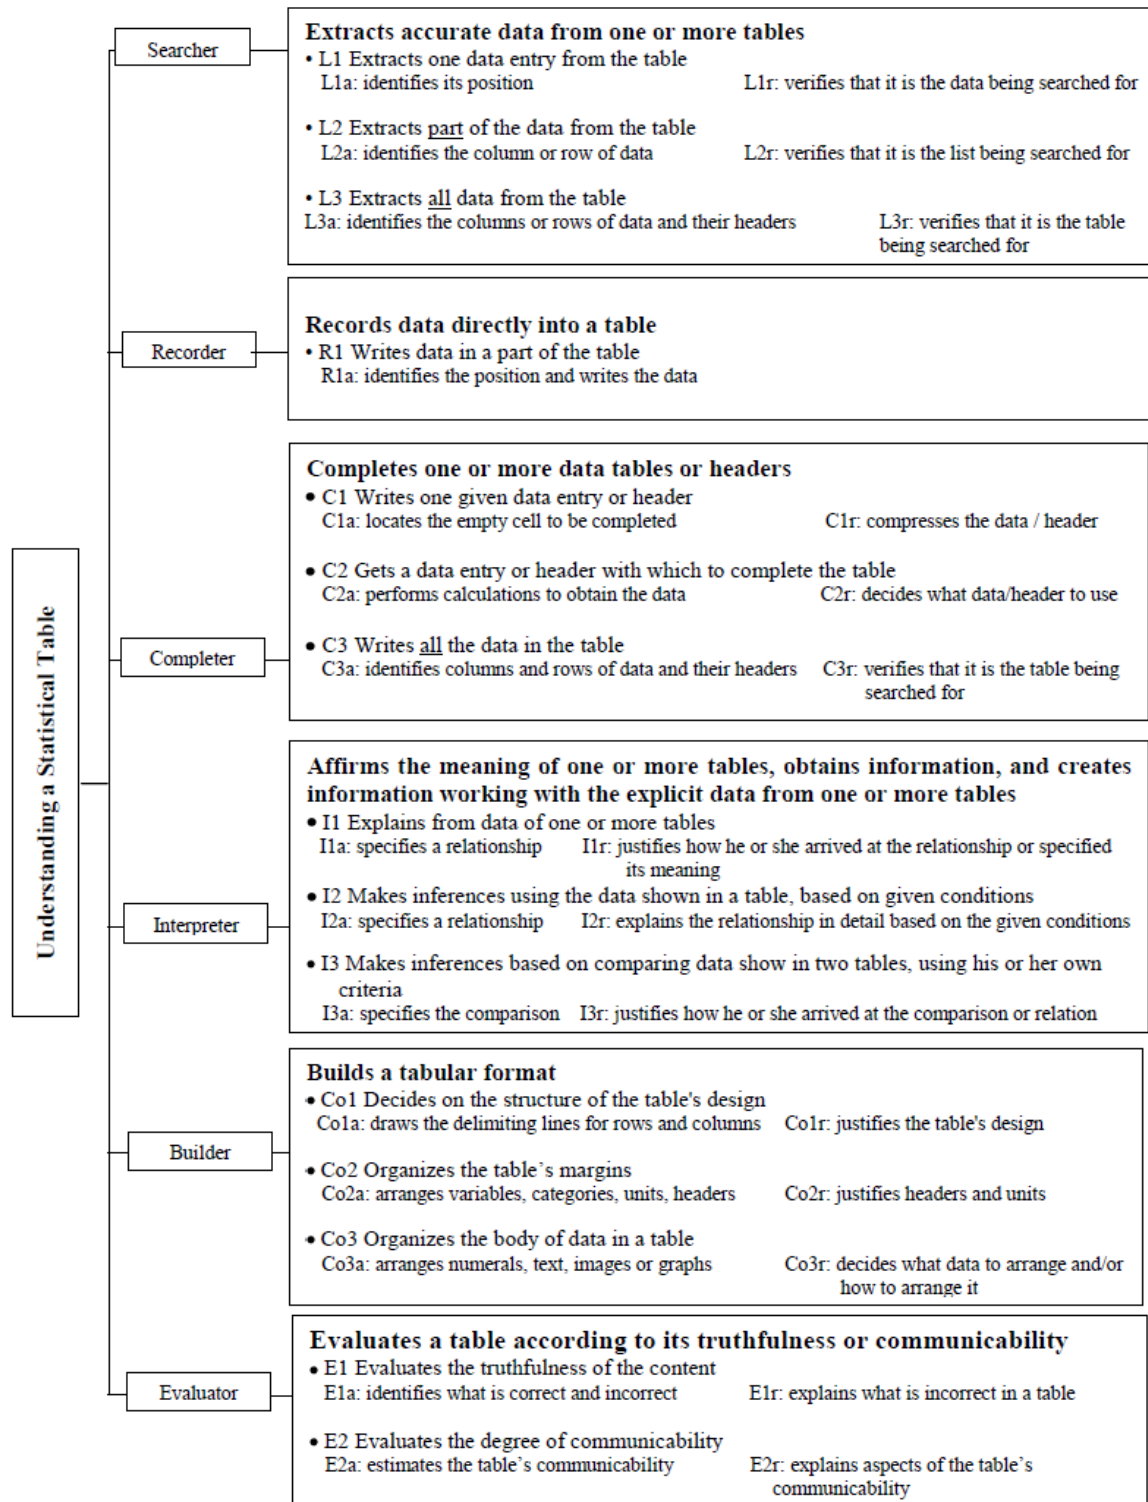 Understanding a Statistical Table
Searcher
Extracts accurate data from one or more tables
• L1 Extracts one data entry from the table
L1a: identifies its position L1r: verifies that it is the data being searched for
• L2 Extracts part of the data from the table
L2a: identifies the column or row of data L2r: verifies that it is the list being searched for
• L3 Extracts all data from the table
L3a: identifies the columns or rows of data and their headers L3r: verifies that it is the table
being searched for
Recorder
Records data directly into a table
• R1 Writes data in a part of the table
R1a: identifies the position and writes the data
Completer
Completes one or more data tables or headers
• C1 Writes one given data entry or header
C1a: locates the empty cell to be completed C1r: compresses the data / header
• C2 Gets a data entry or header with which to complete the table
C2a: performs calculations to obtain the data C2r: decides what data/header to use
• C3 Writes all the data in the table
C3a: identifies columns and rows of data and their headers C3r: verifies that it is the table being
searched for
Interpreter
Affirms the meaning of one or more tables, obtains information, and creates
information working with the explicit data from one or more tables
• I1 Explains from data of one or more tables
I1a: specifies a relationship I1r: justifies how he or she arrived at the relationship or specified
its meaning
• I2 Makes inferences using the data shown in a table, based on given conditions
I2a: specifies a relationship I2r: explains the relationship in detail based on the given conditions
• I3 Makes inferences based on comparing data show in two tables, using his or her own
criteria
I3a: specifies the comparison I3r: justifies how he or she arrived at the comparison or relation
Builder
Builds a tabular format
• Co1 Decides on the structure of the table's design
Co1a: draws the delimiting lines for rows and columns Co1r: justifies the table's design
• Co2 Organizes the table’s margins
Co2a: arranges variables, categories, units, headers Co2r: justifies headers and units
• Co3 Organizes the body of data in a table
Co3a: arranges numerals, text, images or graphs Co3r: decides what data to arrange and/or
how to arrange it
Evaluator
Evaluates a table according to its truthfulness or communicability
• E1 Evaluates the truthfulness of the content
E1a: identifies what is correct and incorrect E1r: explains what is incorrect in a table
• E2 Evaluates the degree of communicability
E2a: estimates the table’s communicability E2r: explains aspects of the table’s
communicability